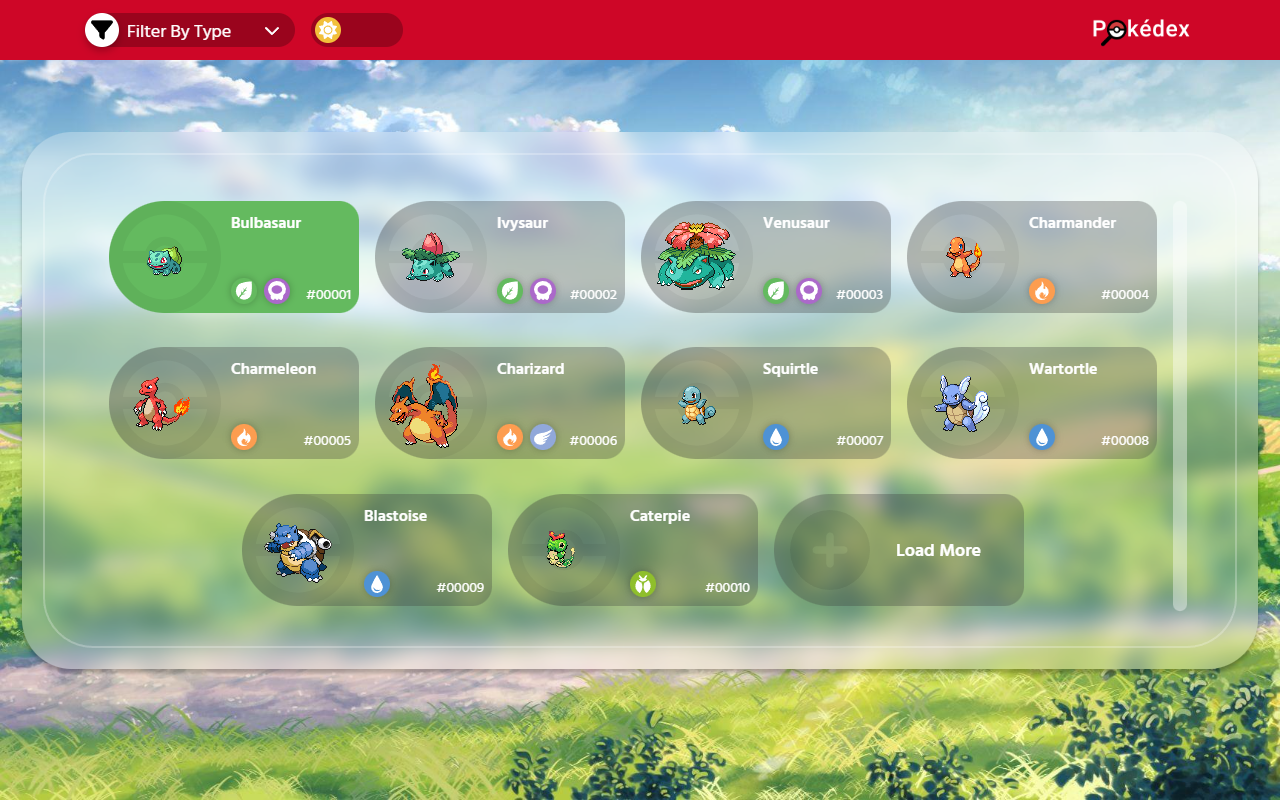 Filter By Type
Pokédex
Bulbasaur
#00001
Ivysaur
#00002
Venusaur
#00003
Charmander
#00004
Charmeleon
#00005
Charizard
#00006
Squirtle
#00007
Wartortle
#00008
Blastoise
#00009
Caterpie
#00010
Load More